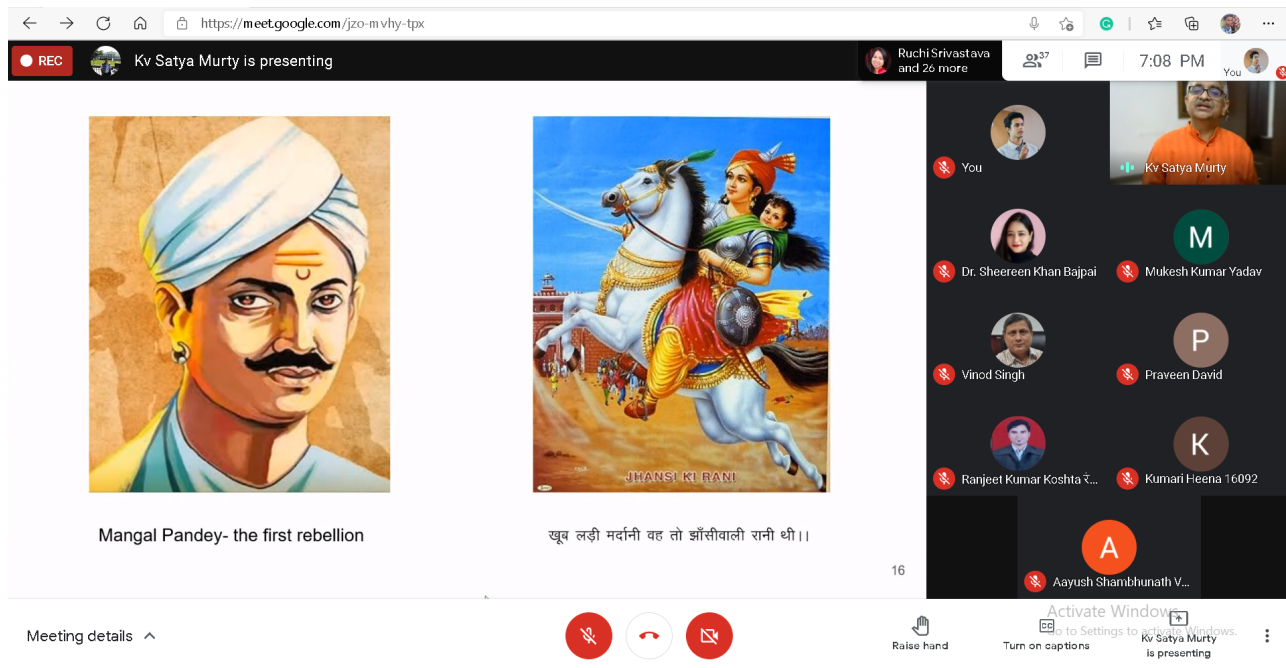 https://meet.google.com/jzo-mvhy-tpx
REC
Kv Satya Murty is presenting
Ruchi Srivastava
and 26 more
37
7:08 PM
You
You
Kv Satya Murty
Dr. Sheereen Khan Bajpai
M
Mukesh Kumar Yadav
Vinod Singh
P
Praveen David
Ranjeet Kumar Koshta रं...
K
Kumari Heena 16092
A
Aayush Shambhunath V...
JHANSI KI RANI
Mangal Pandey- the first rebellion
खूब लड़ी मर्दानी वह तो झाँसीवाली रानी थी।।
16
Meeting details
Raise hand
Turn on captions
Kv Satya Murty
is presenting
Activate Windows
Go to Settings to activate Windows.